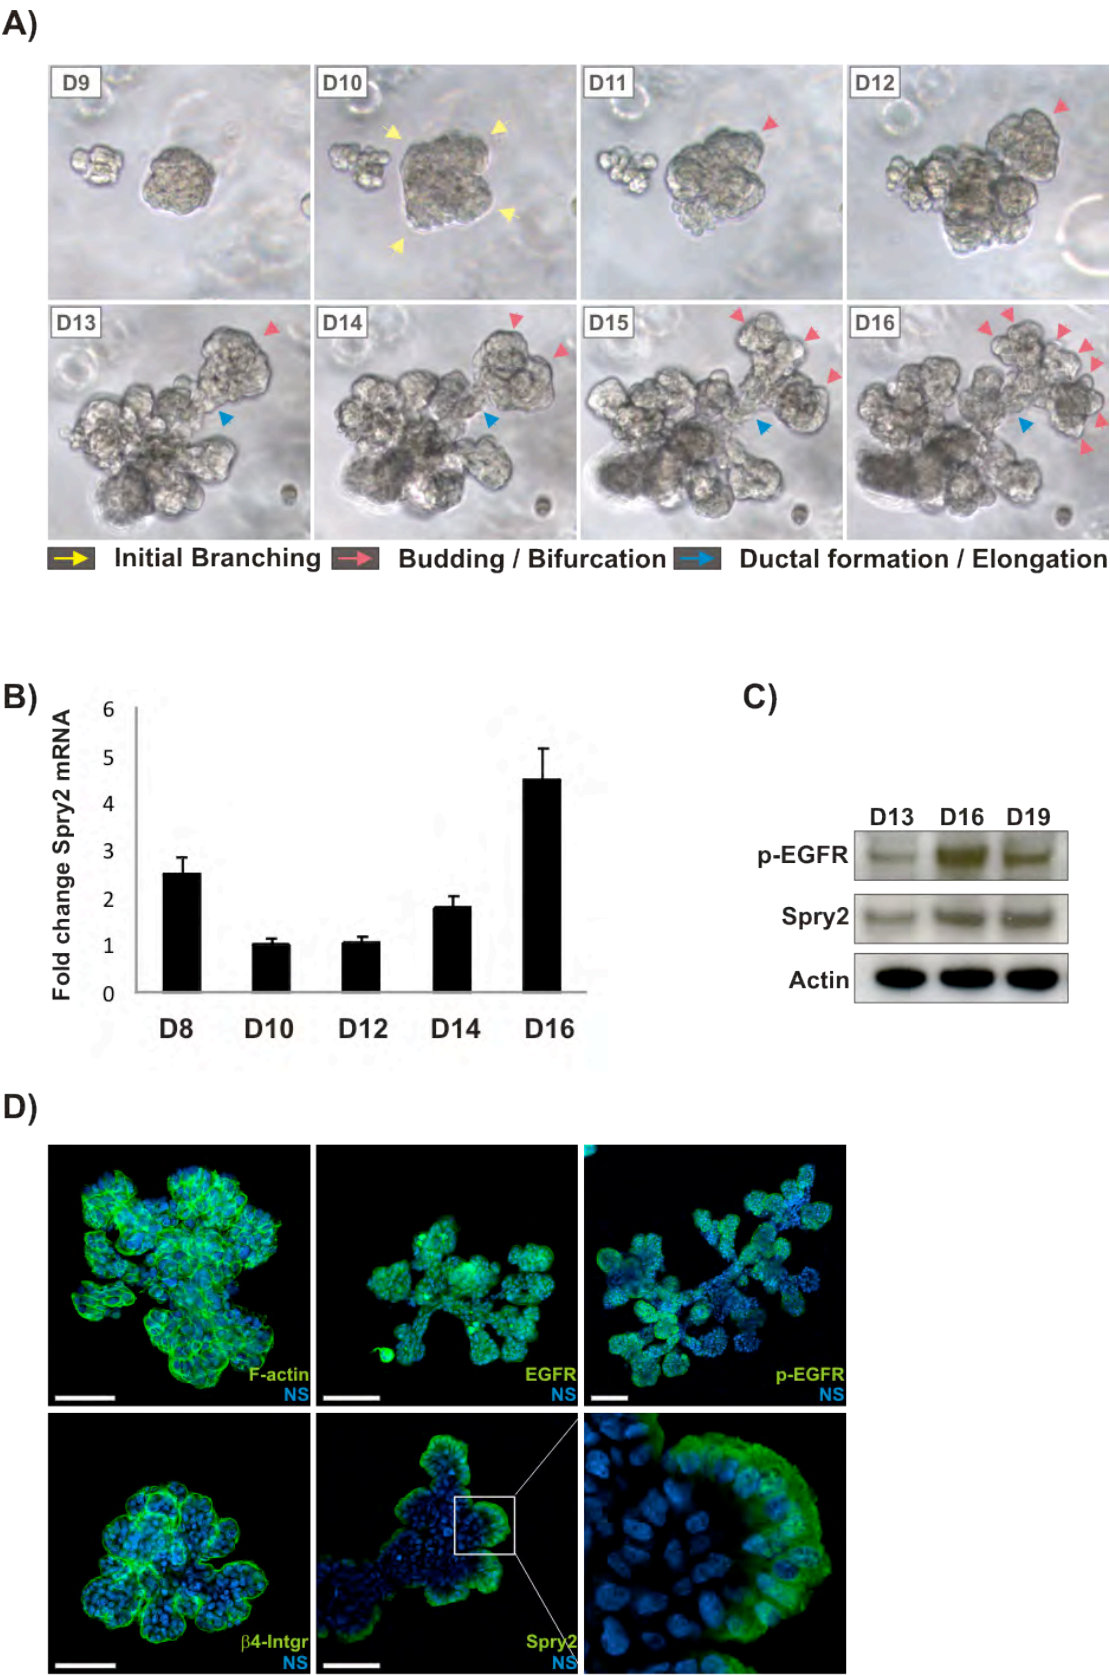 A)
D9 D10 D11 D12
D13 D14 D15 D16
Initial Branching Budding / Bifurcation Ductal formation / Elongation
B)
Fold change Spry2 mRNA
6
5
4
3
2
1
0
D8 D10 D12 D14 D16
C)
D13 D16 D19
p-EGFR
Spry2
Actin
D)
F-actin
NS
EGFR
NS
p-EGFR
NS
β4-Intgr
NS
Spry2
NS